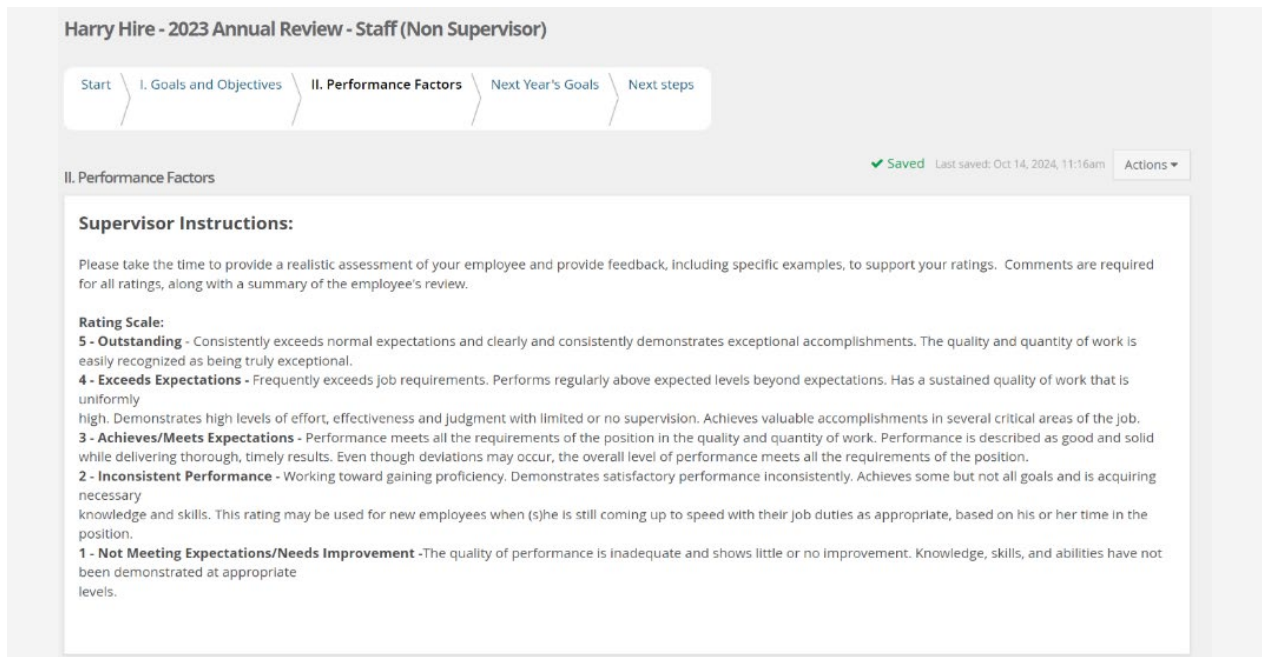 Harry Hire - 2023 Annual Review - Staff (Non Supervisor)
Start I. Goals and Objectives II. Performance Factors Next Year's Goals Next steps
Saved Last saved: Oct 14, 2024, 11:16am Actions
II. Performance Factors
Supervisor Instructions:
Please take the time to provide a realistic assessment of your employee and provide feedback, including specific examples, to support your ratings. Comments are required
for all ratings, along with a summary of the employee's review.
Rating Scale:
5 - Outstanding - Consistently exceeds normal expectations and clearly and consistently demonstrates exceptional accomplishments. The quality and quantity of work is
easily recognized as being truly exceptional.
4 - Exceeds Expectations - Frequently exceeds job requirements. Performs regularly above expected levels beyond expectations. Has a sustained quality of work that is
uniformly
high. Demonstrates high levels of effort, effectiveness and judgment with limited or no supervision. Achieves valuable accomplishments in several critical areas of the job.
3 - Achieves/Meets Expectations - Performance meets all the requirements of the position in the quality and quantity of work. Performance is described as good and solid
while delivering thorough, timely results. Even though deviations may occur, the overall level of performance meets all the requirements of the position.
2 - Inconsistent Performance - Working toward gaining proficiency. Demonstrates satisfactory performance inconsistently. Achieves some but not all goals and is acquiring
necessary
knowledge and skills. This rating may be used for new employees when (s)he is still coming up to speed with their job duties as appropriate, based on his or her time in the
position.
1 - Not Meeting Expectations/Needs Improvement -The quality of performance is inadequate and shows little or no improvement. Knowledge, skills, and abilities have not
been demonstrated at appropriate
levels.